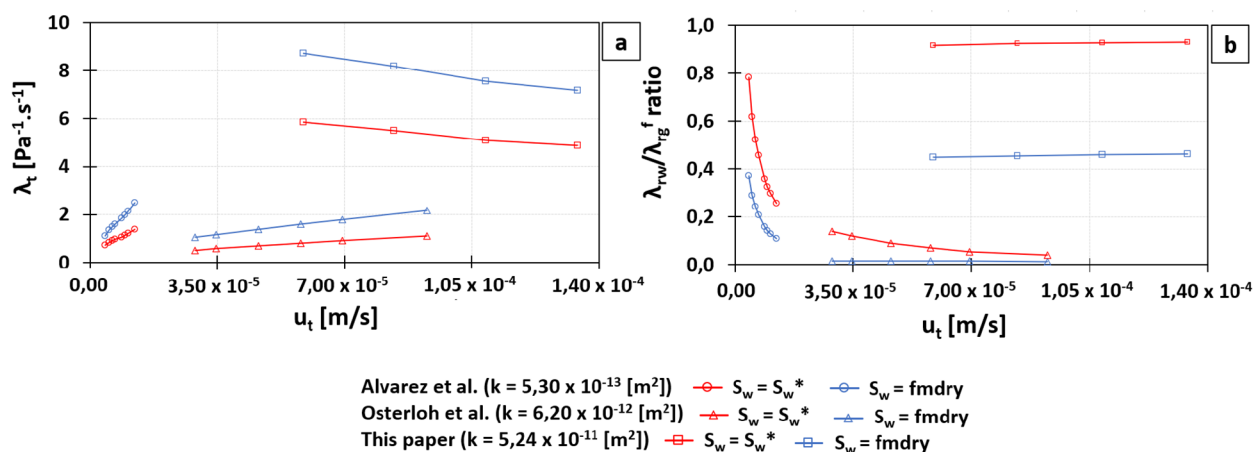 a
λt [Pa⁻¹.s⁻¹]
10
8
6
4
2
0
0,00
3,50 x 10⁻⁵
7,00 x 10⁻⁵
1,05 x 10⁻⁴
1,40 x 10⁻⁴
ut [m/s]
b
λrw/λrg^f ratio
1,0
0,8
0,6
0,4
0,2
0,0
0,00
3,50 x 10⁻⁵
7,00 x 10⁻⁵
1,05 x 10⁻⁴
1,40 x 10⁻⁴
ut [m/s]
Alvarez et al. (k = 5,30 x 10⁻¹³ [m²]) Sw = Sw* Sw = fmdry
Osterloh et al. (k = 6,20 x 10⁻¹² [m²]) Sw = Sw* Sw = fmdry
This paper (k = 5,24 x 10⁻¹¹ [m²]) Sw = Sw* Sw = fmdry